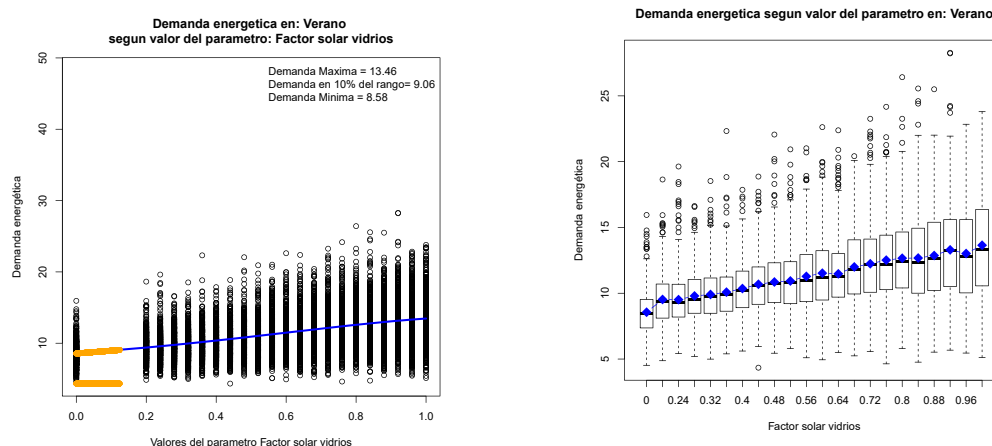 Demanda energetica en: Verano
segun valor del parametro: Factor solar vidrios
Demanda Maxima = 13.46
Demanda en 10% del rango= 9.06
Demanda Minima = 8.58
Demanda energética
50
40
30
20
10
0.0 0.2 0.4 0.6 0.8 1.0
Valores del parametro Factor solar vidrios
Demanda energetica segun valor del parametro en: Verano
Demanda energética
25
20
15
10
5
0 0.24 0.32 0.4 0.48 0.56 0.64 0.72 0.8 0.88 0.96
Factor solar vidrios